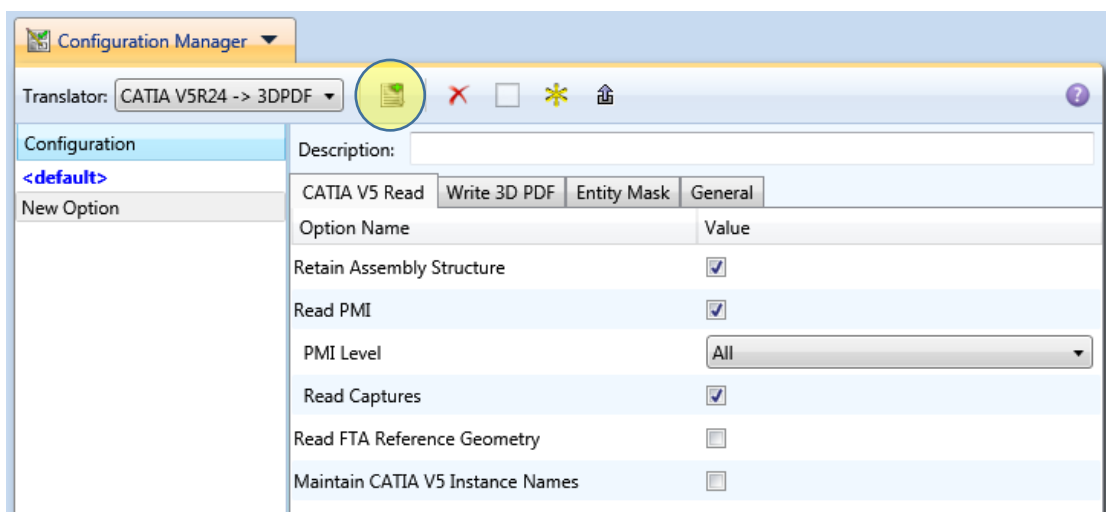 Configuration Manager
Translator: CATIA V5R24 -> 3DPDF
?
Configuration
Description:
<default>
CATIA V5 Read Write 3D PDF Entity Mask General
New Option
Option Name Value
Retain Assembly Structure
Read PMI
PMI Level All
Read Captures
Read FTA Reference Geometry
Maintain CATIA V5 Instance Names